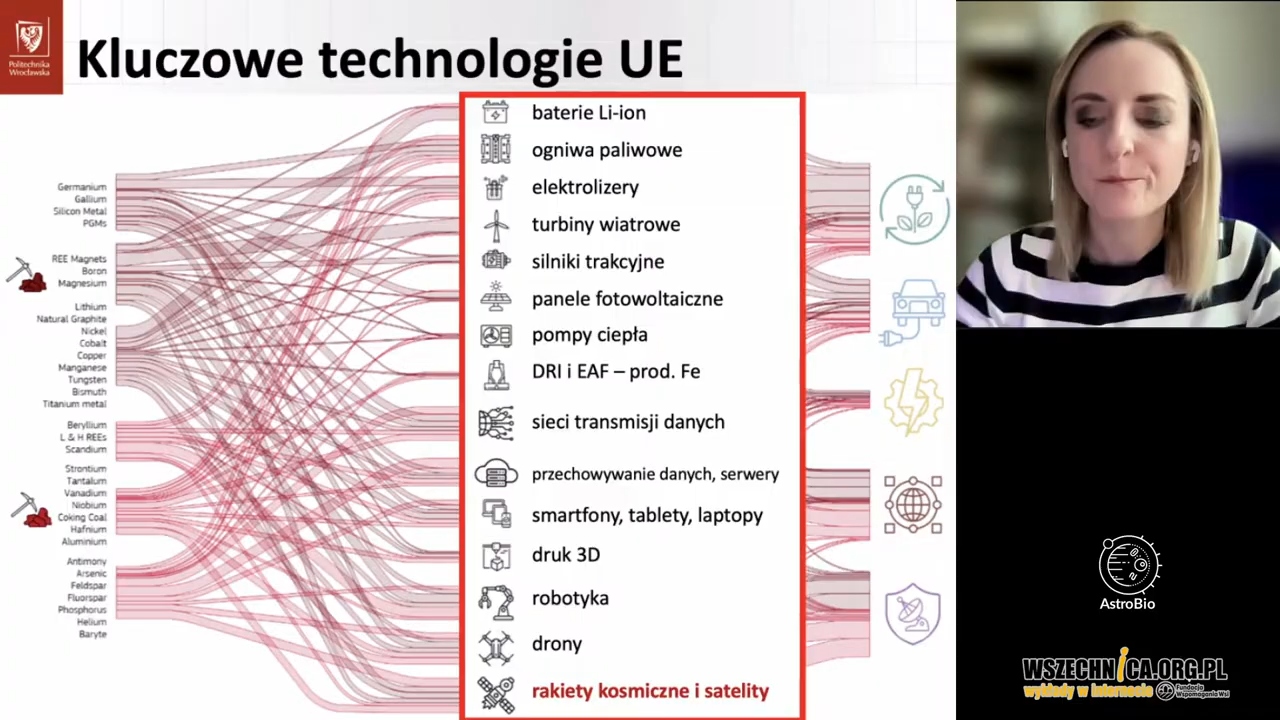 Politechnika
Wrocławska
Kluczowe technologie UE
Germanium
Gallium
Silicon Metal
PGMs
REE Magnets
Boron
Magnesium
Lithium
Natural Graphite
Nickel
Cobalt
Copper
Manganese
Tungsten
Bismuth
Titanium metal
Beryllium
L & H REEs
Scandium
Strontium
Tantalum
Vanadium
Niobium
Coking Coal
Hafnium
Aluminium
Antimony
Arsenic
Feldspar
Fluorspar
Phosphorus
Helium
Baryte
baterie Li-ion
ogniwa paliwowe
elektrolizery
turbiny wiatrowe
silniki trakcyjne
panele fotowoltaiczne
pompy ciepła
DRI i EAF – prod. Fe
sieci transmisji danych
przechowywanie danych, serwery
smartfony, tablety, laptopy
druk 3D
robotyka
drony
rakiety kosmiczne i satelity
AstroBio
WSZECHNICA.ORG.PL
wykłady w internecie
Fundacja
Wspomagania Wsi